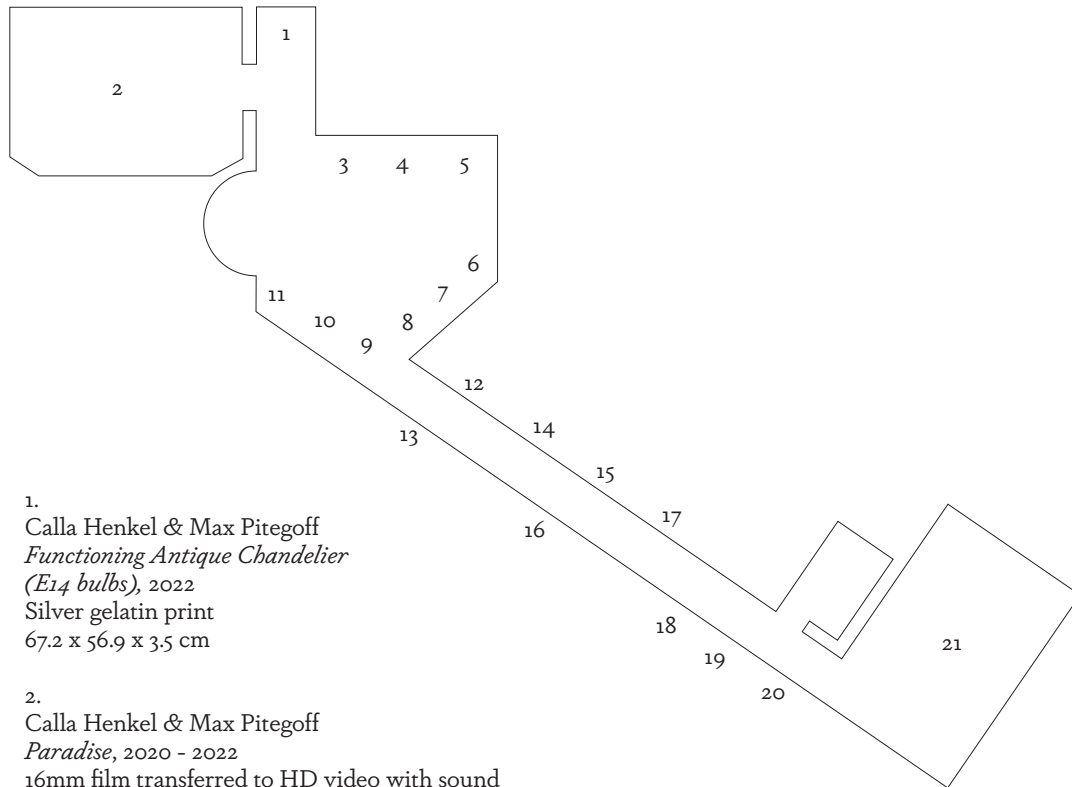 1
2
3 4 5
6
7
8
11
10
9
12
13
14
15
16
17
18
19
20
21
1.
Calla Henkel & Max Pitegoff
Functioning Antique Chandelier
(E14 bulbs), 2022
Silver gelatin print
67.2 x 56.9 x 3.5 cm
2.
Calla Henkel & Max Pitegoff
Paradise, 2020 - 2022
16mm film transferred to HD video with sound